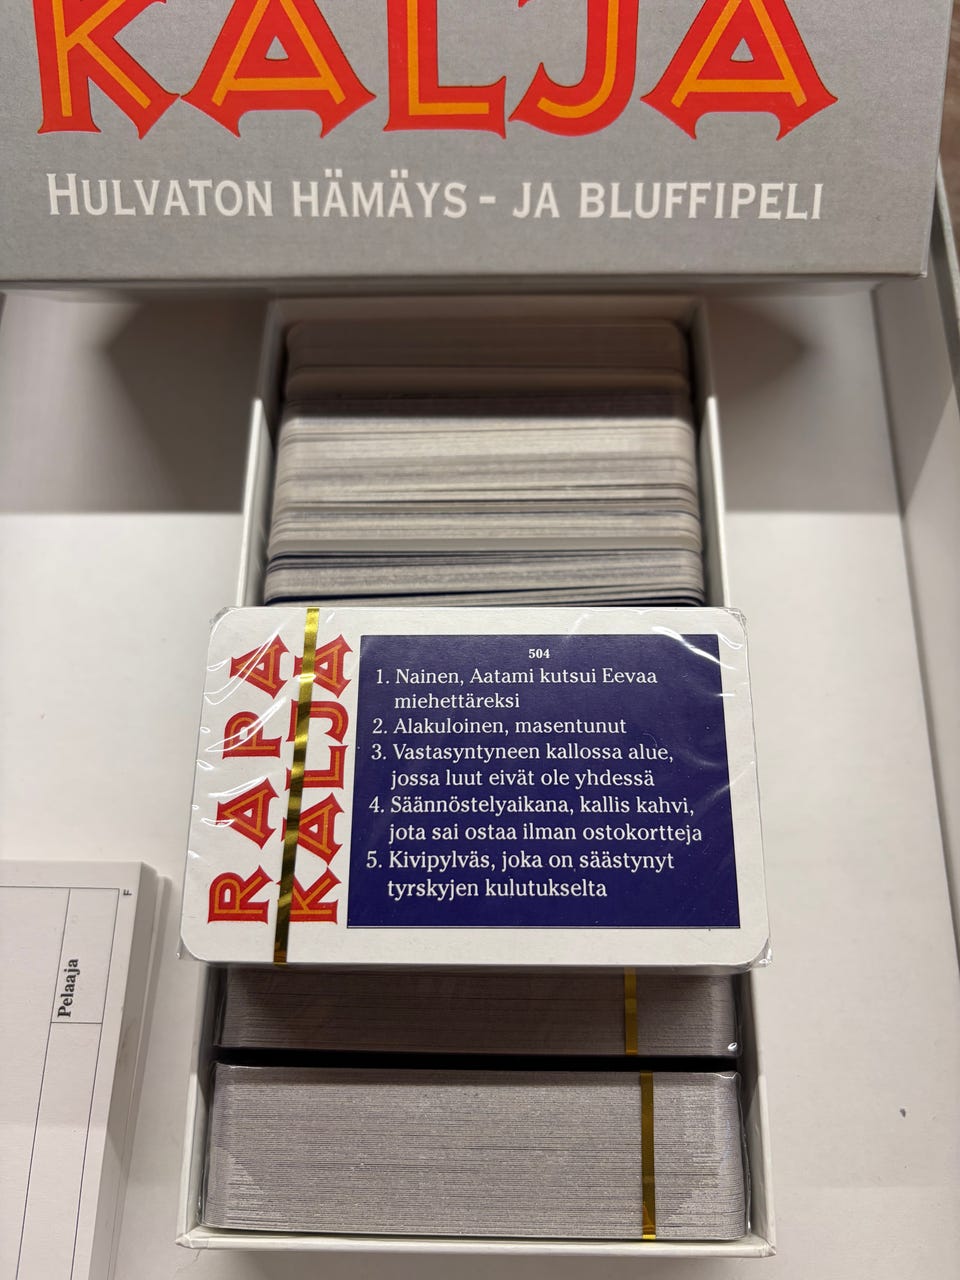 KALJA
HULVATON HÄMÄYS - JA BLUFFIPELI
RAPA
KALJA
504
1. Nainen, Aatami kutsui Eevaa
miehettäreksi
2. Alakuloinen, masentunut
3. Vastasyntyneen kallossa alue,
jossa luut eivät ole yhdessä
4. Säännöstelyaikana, kallis kahvi,
jota sai ostaa ilman ostokortteja
5. Kivipylväs, joka on säästynyt
tyrskyjen kulutukselta
Pelaaja
F